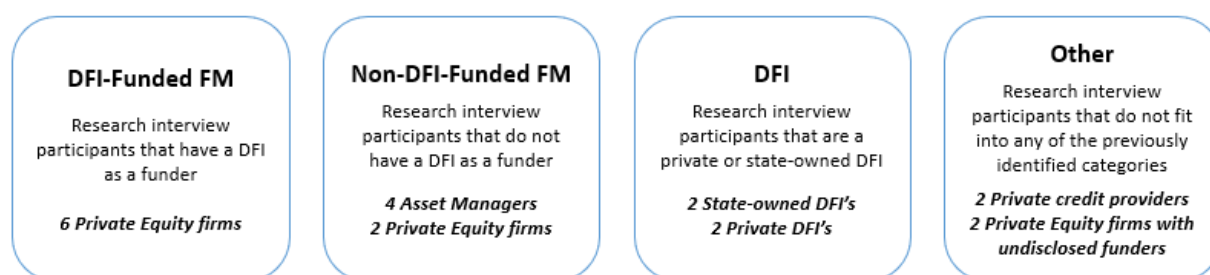 DFI-Funded FM
Research interview
participants that have a DFI
as a funder
6 Private Equity firms
Non-DFI-Funded FM
Research interview
participants that do not
have a DFI as a funder
4 Asset Managers
2 Private Equity firms
DFI
Research interview
participants that are a
private or state-owned DFI
2 State-owned DFI's
2 Private DFI's
Other
Research interview
participants that do not fit
into any of the previously
identified categories
2 Private credit providers
2 Private Equity firms with
undisclosed funders